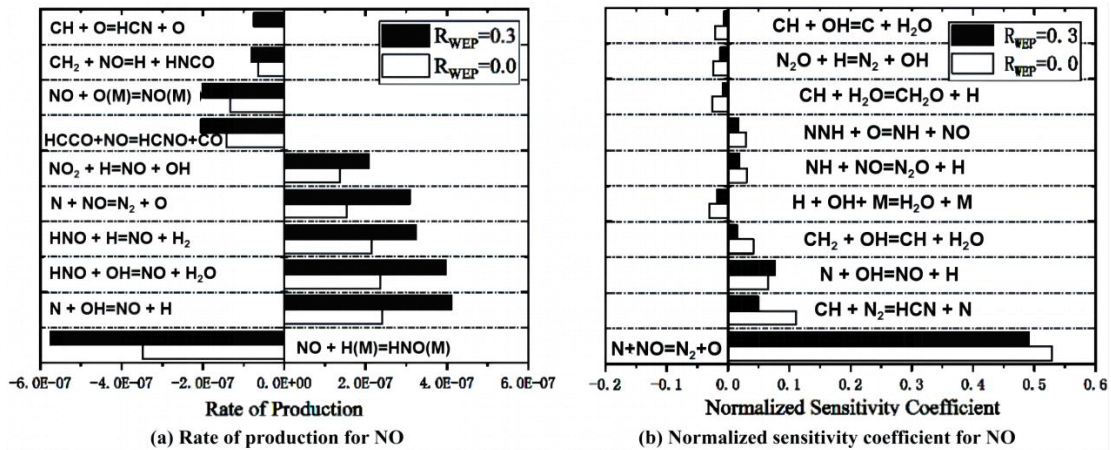 CH + O=HCN + O
CH₂ + NO=H + HNCO
NO + O(M)=NO(M)
HCCO+NO=HCNO+CO
NO₂ + H=NO + OH
N + NO=N₂ + O
HNO + H=NO + H₂
HNO + OH=NO + H₂O
N + OH=NO + H
NO + H(M)=HNO(M)
R_WEP=0.3
R_WEP=0.0
-6.0E-07 -4.0E-07 -2.0E-07 0.0E+00 2.0E-07 4.0E-07 6.0E-07
Rate of Production
(a) Rate of production for NO
CH + OH=C + H₂O
N₂O + H=N₂ + OH
CH + H₂O=CH₂O + H
NNH + O=NH + NO
NH + NO=N₂O + H
H + OH+ M=H₂O + M
CH₂ + OH=CH + H₂O
N + OH=NO + H
CH + N₂=HCN + N
N+NO=N₂+O
R_WEP=0.3
R_WEP=0.0
-0.2 -0.1 0.0 0.1 0.2 0.3 0.4 0.5 0.6
Normalized Sensitivity Coefficient
(b) Normalized sensitivity coefficient for NO